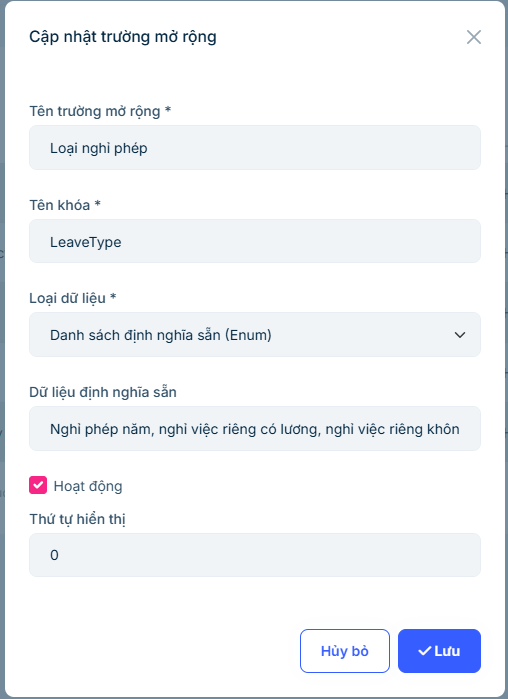 Cập nhật trường mở rộng
Tên trường mở rộng *
Loại nghỉ phép
Tên khóa *
LeaveType
Loại dữ liệu *
Danh sách định nghĩa sẵn (Enum)
Dữ liệu định nghĩa sẵn
Nghỉ phép năm, nghỉ việc riêng có lương, nghỉ việc riêng khôn
Hoạt động
Thứ tự hiển thị
0
Hủy bỏ
Lưu